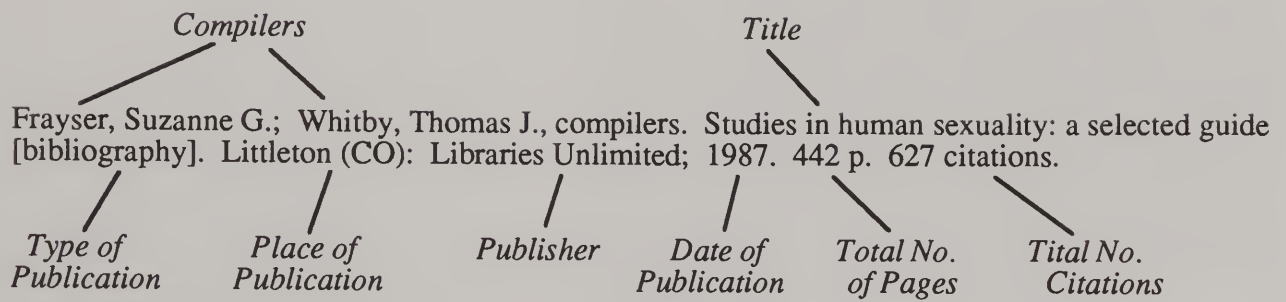 Compilers Title
Frayser, Suzanne G.; Whitby, Thomas J., compilers. Studies in human sexuality: a selected guide
[bibliography]. Littleton (CO): Libraries Unlimited; 1987. 442 p. 627 citations.
Type of Place of Publisher Date of Total No. Tital No.
Publication Publication Publication of Pages Citations